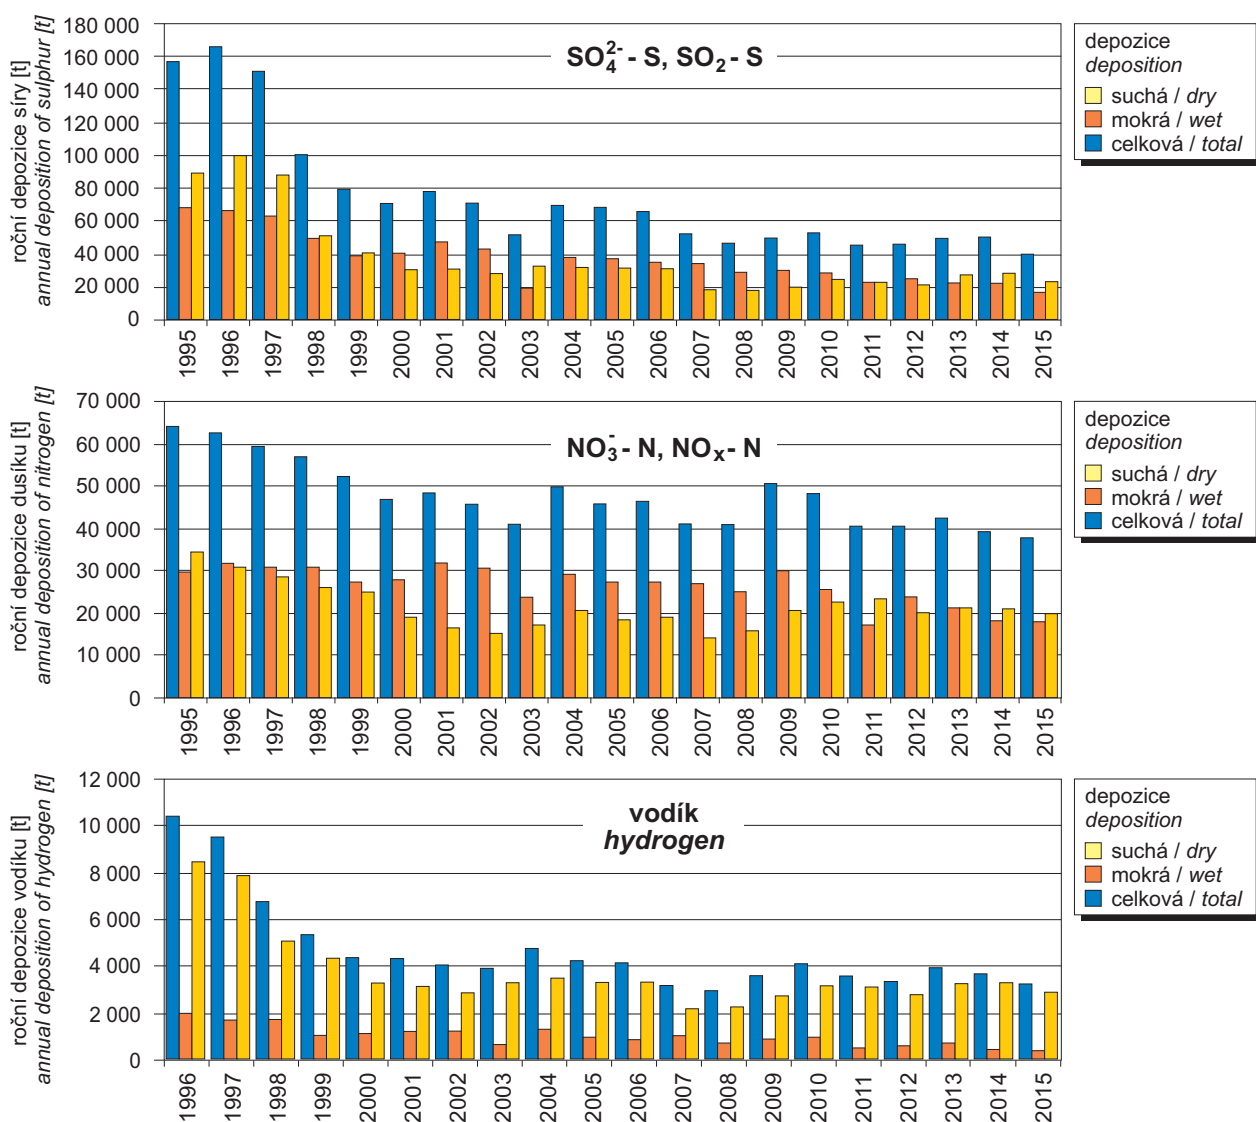 roční depozice síry [t]
annual deposition of sulphur [t]
180 000
160 000
140 000
120 000
100 000
80 000
60 000
40 000
20 000
0
SO₄²⁻ - S, SO₂ - S
1995 1996 1997 1998 1999 2000 2001 2002 2003 2004 2005 2006 2007 2008 2009 2010 2011 2012 2013 2014 2015
depozice
deposition
suchá / dry
mokrá / wet
celková / total
roční depozice dusíku [t]
annual deposition of nitrogen [t]
70 000
60 000
50 000
40 000
30 000
20 000
10 000
0
NO₃⁻ - N, NOₓ - N
1995 1996 1997 1998 1999 2000 2001 2002 2003 2004 2005 2006 2007 2008 2009 2010 2011 2012 2013 2014 2015
depozice
deposition
suchá / dry
mokrá / wet
celková / total
roční depozice vodíku [t]
annual deposition of hydrogen [t]
12 000
10 000
8 000
6 000
4 000
2 000
0
vodík
hydrogen
1996 1997 1998 1999 2000 2001 2002 2003 2004 2005 2006 2007 2008 2009 2010 2011 2012 2013 2014 2015
depozice
deposition
suchá / dry
mokrá / wet
celková / total